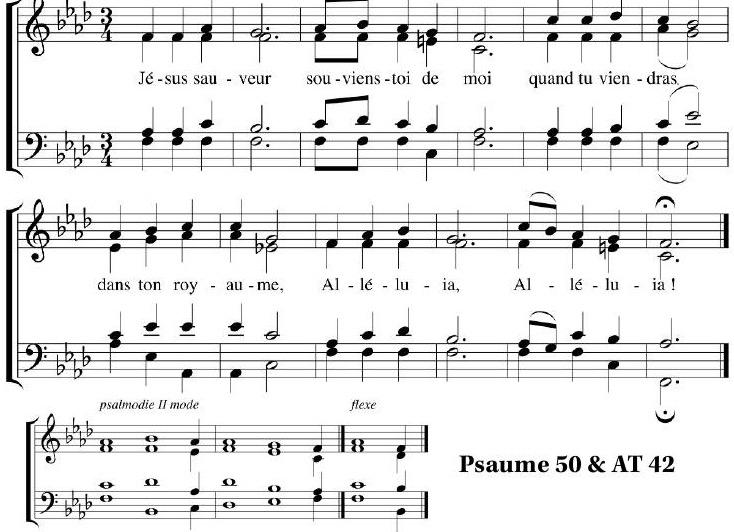 Jé - sus sau - veur sou - viens - toi de moi quand tu vien - dras
dans ton roy - au - me, Al - lé - lu - ia, Al - lé - lu - ia !
psalmodie II mode flexe
Psaume 50 & AT 42